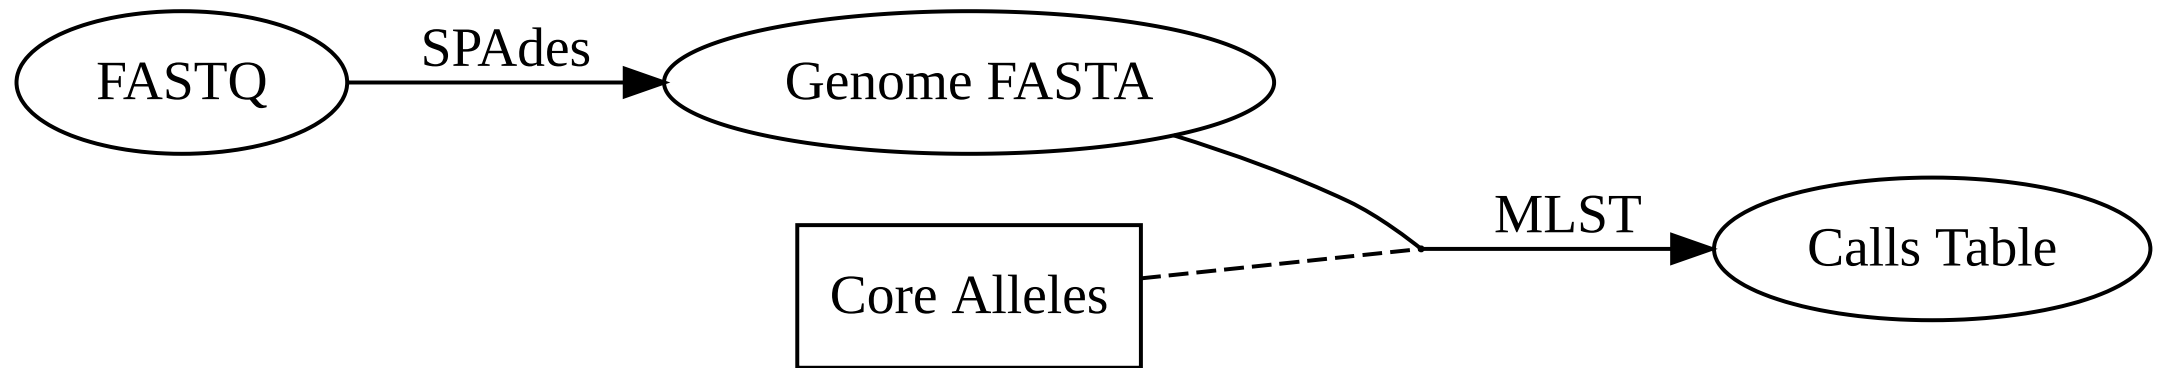 FASTQ
SPAdes
Genome FASTA
Core Alleles
MLST
Calls Table